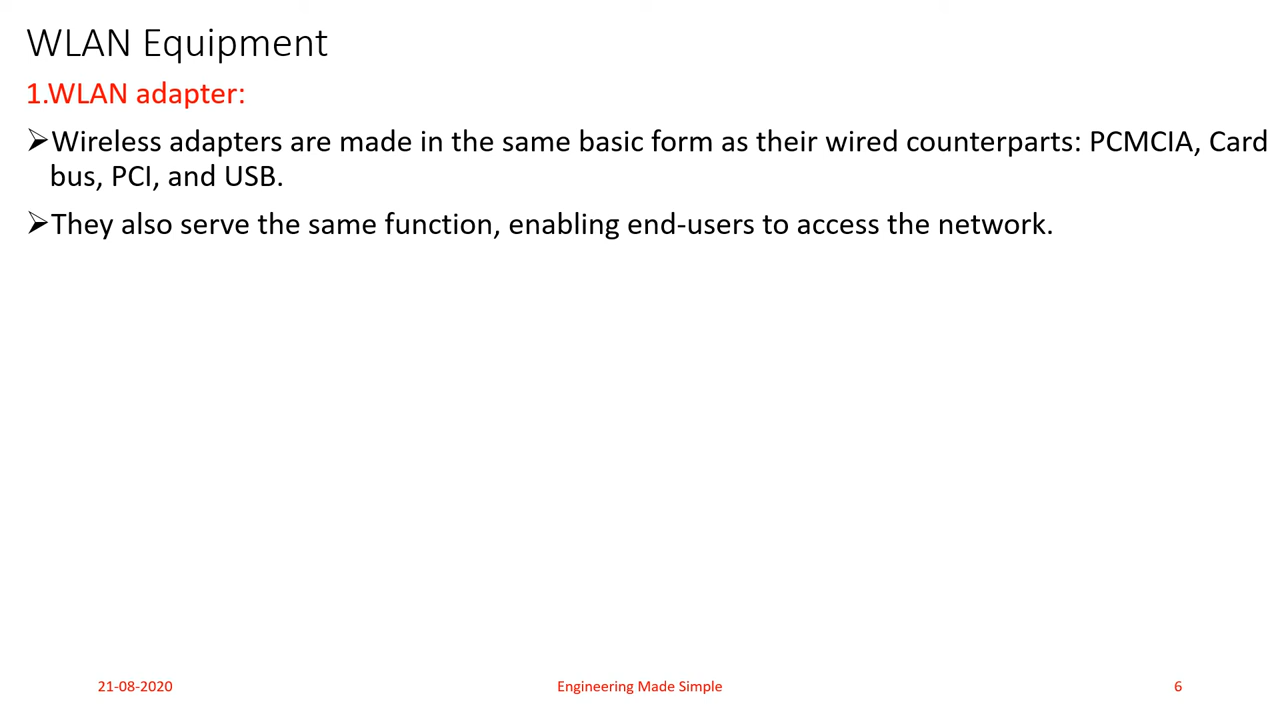 WLAN Equipment
1.WLAN adapter:
➢Wireless adapters are made in the same basic form as their wired counterparts: PCMCIA, Card
bus, PCI, and USB.
➢They also serve the same function, enabling end-users to access the network.
21-08-2020
Engineering Made Simple
6